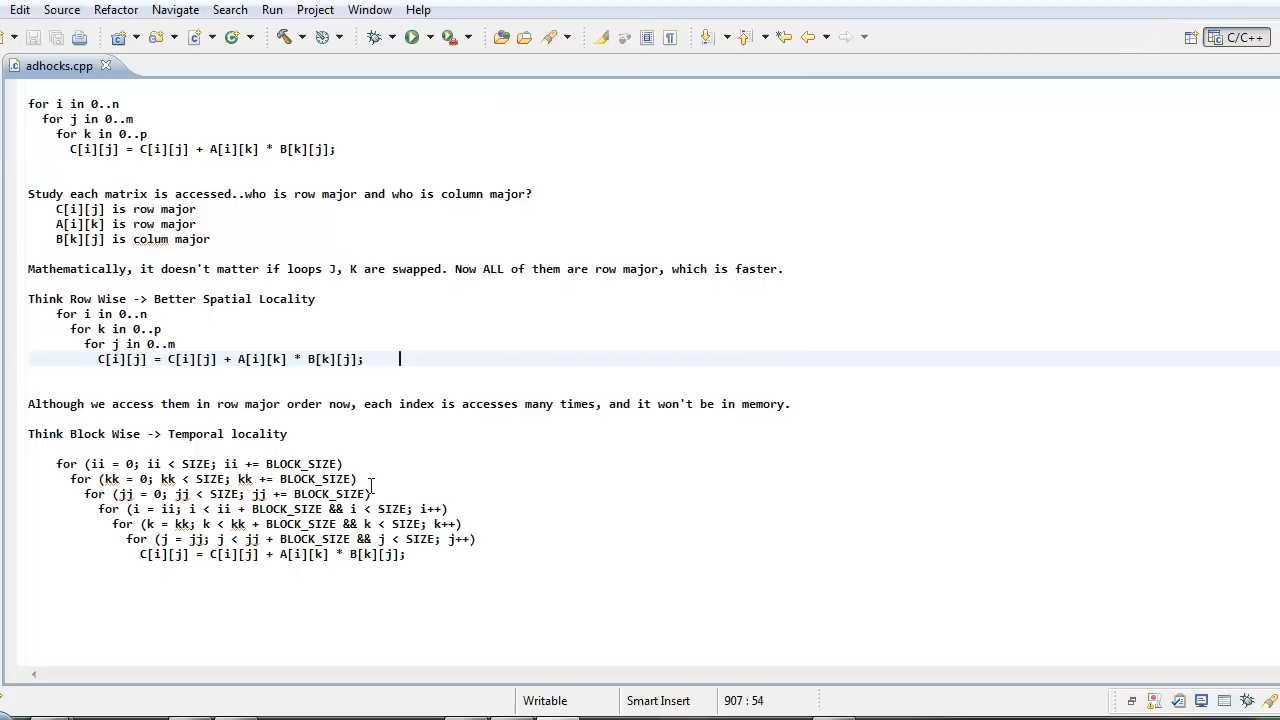 Edit Source Refactor Navigate Search Run Project Window Help
C/C++
adhocks.cpp
for i in 0..n
for j in 0..m
for k in 0..p
C[i][j] = C[i][j] + A[i][k] * B[k][j];
Study each matrix is accessed..who is row major and who is column major?
C[i][j] is row major
A[i][k] is row major
B[k][j] is colum major
Mathematically, it doesn't matter if loops J, K are swapped. Now ALL of them are row major, which is faster.
Think Row Wise -> Better Spatial Locality
for i in 0..n
for k in 0..p
for j in 0..m
C[i][j] = C[i][j] + A[i][k] * B[k][j];
Although we access them in row major order now, each index is accesses many times, and it won't be in memory.
Think Block Wise -> Temporal locality
for (ii = 0; ii < SIZE; ii += BLOCK_SIZE)
for (kk = 0; kk < SIZE; kk += BLOCK_SIZE)
for (jj = 0; jj < SIZE; jj += BLOCK_SIZE)
for (i = ii; i < ii + BLOCK_SIZE && i < SIZE; i++)
for (k = kk; k < kk + BLOCK_SIZE && k < SIZE; k++)
for (j = jj; j < jj + BLOCK_SIZE && j < SIZE; j++)
C[i][j] = C[i][j] + A[i][k] * B[k][j];
Writable Smart Insert 907 : 54